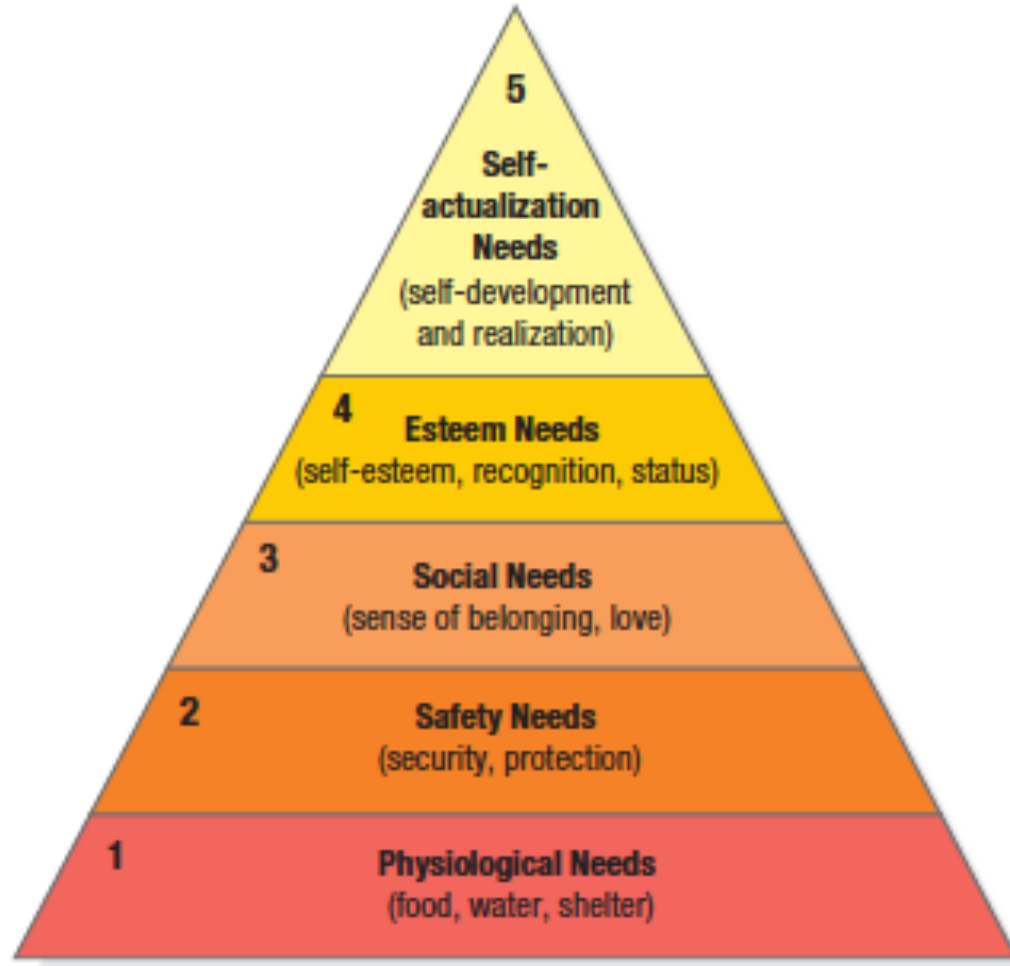 5
Self-
actualization
Needs
(self-development
and realization)
4
Esteem Needs
(self-esteem, recognition, status)
3
Social Needs
(sense of belonging, love)
2
Safety Needs
(security, protection)
1
Physiological Needs
(food, water, shelter)